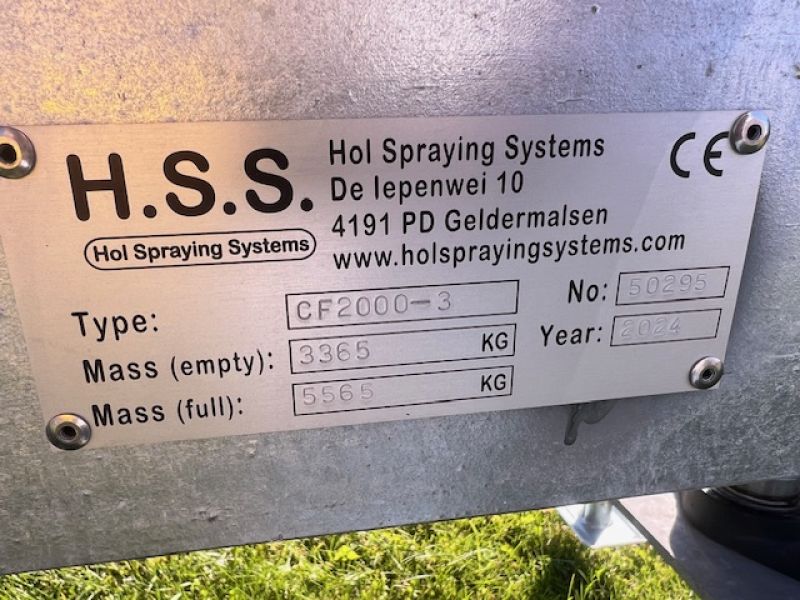 H.S.S.
Hol Spraying Systems
Hol Spraying Systems
De Iepenwei 10
4191 PD Geldermalsen
www.holsprayingsystems.com
CE
Type: CF2000-3
No: 50295
Mass (empty): 3365 KG
Year: 2024
Mass (full): 5565 KG